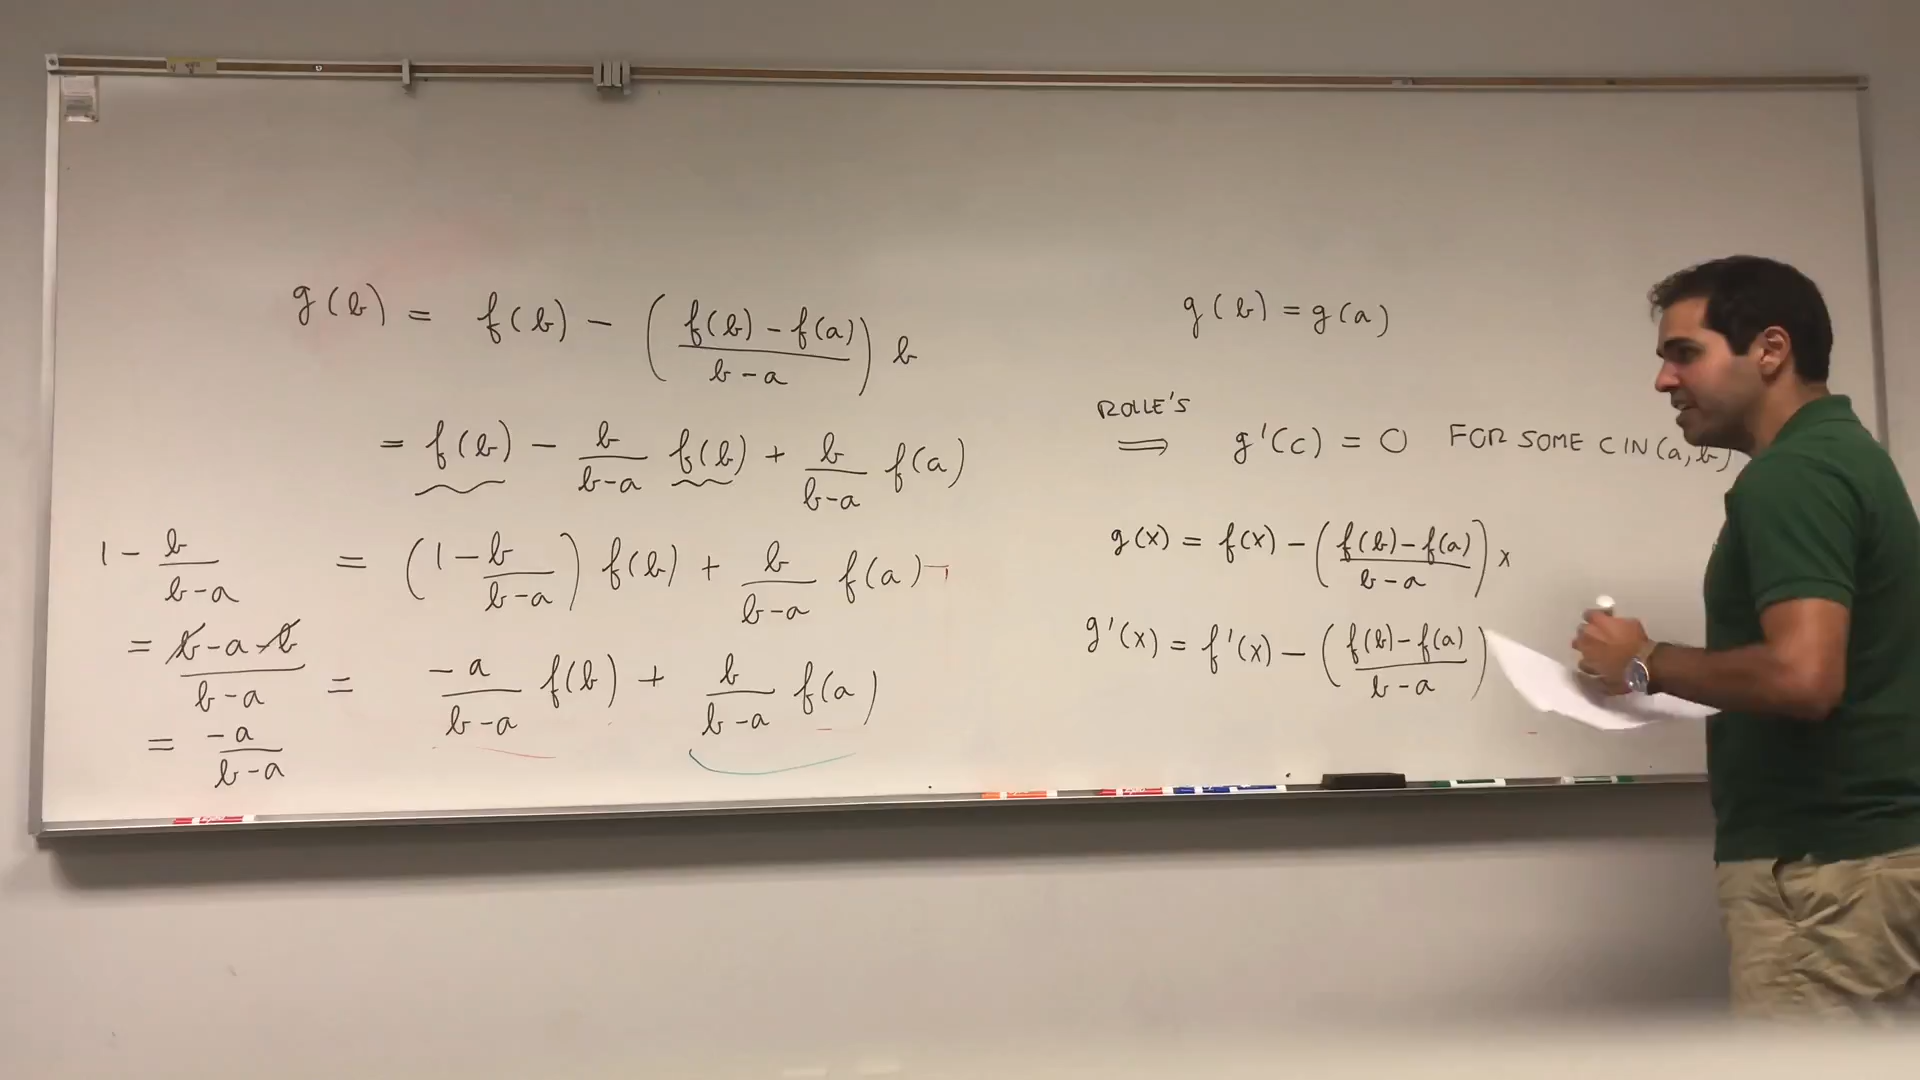 g(b) = f(b) - ((f(b) - f(a))/(b - a)) b
= f(b) - b/(b-a) f(b) + b/(b-a) f(a)
= (1 - b/(b-a)) f(b) + b/(b-a) f(a)
= -a/(b-a) f(b) + b/(b-a) f(a)
1 - b/(b-a)
= (b-a-b)/(b-a)
= -a/(b-a)
g(b) = g(a)
ROLLE'S
⟹ g'(c) = 0 FOR SOME C IN (a,b)
g(x) = f(x) - ((f(b) - f(a))/(b - a)) x
g'(x) = f'(x) - ((f(b) - f(a))/(b - a))